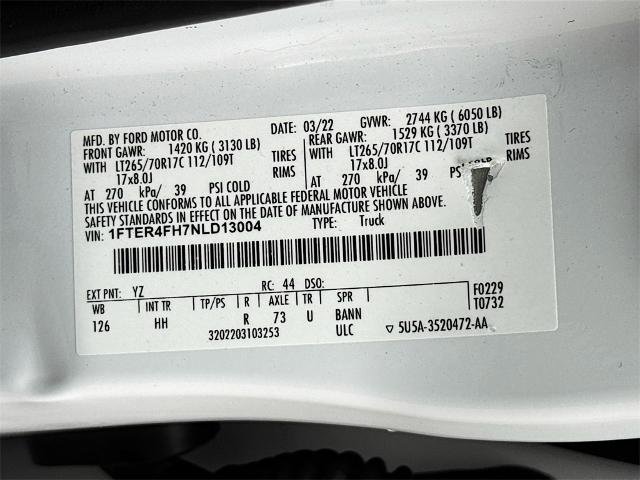 MFD. BY FORD MOTOR CO.
DATE: 03/22 GVWR: 2744 KG (6050 LB)
FRONT GAWR: 1420 KG (3130 LB) REAR GAWR: 1529 KG (3370 LB)
WITH LT265/70R17C 112/109T TIRES WITH LT265/70R17C 112/109T TIRES
17x8.0J RIMS 17x8.0J RIMS
AT 270 kPa/ 39 PSI COLD AT 270 kPa/ 39 COLD
THIS VEHICLE CONFORMS TO ALL APPLICABLE FEDERAL MOTOR VEHICLE
SAFETY STANDARDS IN EFFECT ON THE DATE OF MANUFACTURE SHOWN ABOVE.
VIN: 1FTER4FH7NLD13004 TYPE: Truck
EXT PNT: YZ RC: 44 DSO: F0229
WB INT TR TP/PS R AXLE TR SPR T0732
126 HH R 73 U BANN
3202203103253 ULC 5U5A-3520472-AA